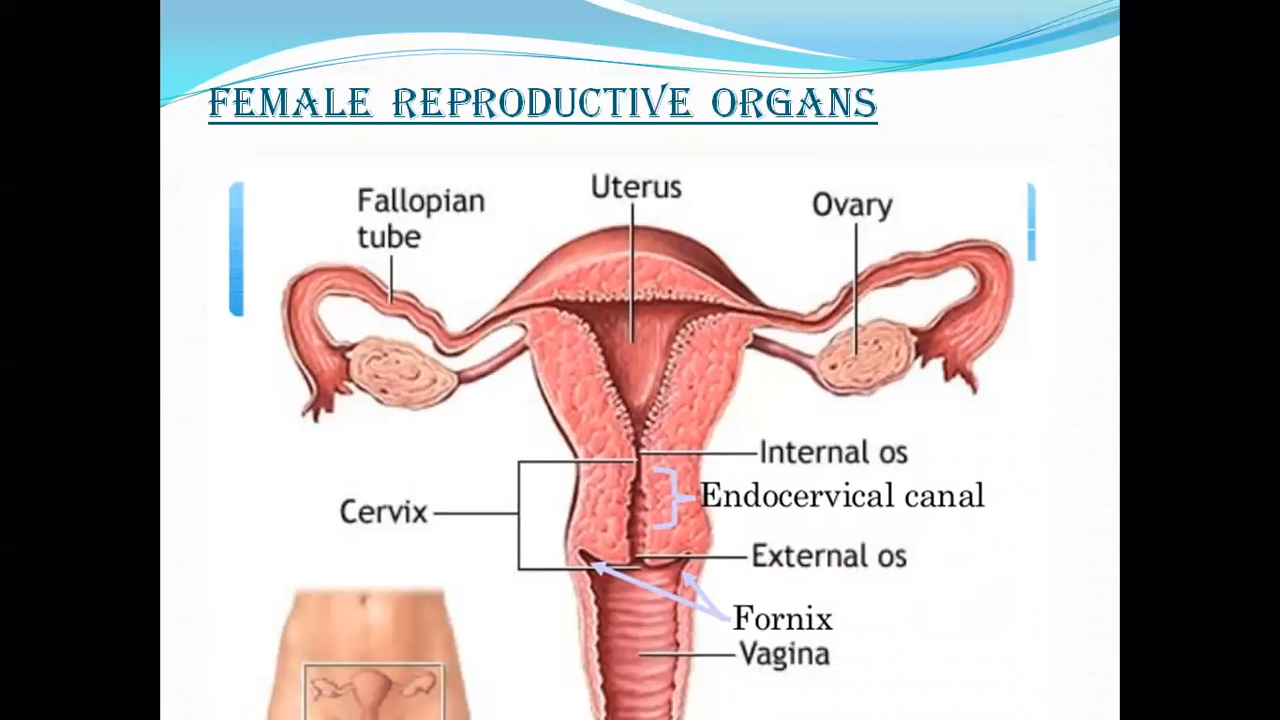 FEMALE REPRODUCTIVE ORGANS
Fallopian
tube
Uterus
Ovary
Internal os
Endocervical canal
Cervix
External os
Fornix
Vagina